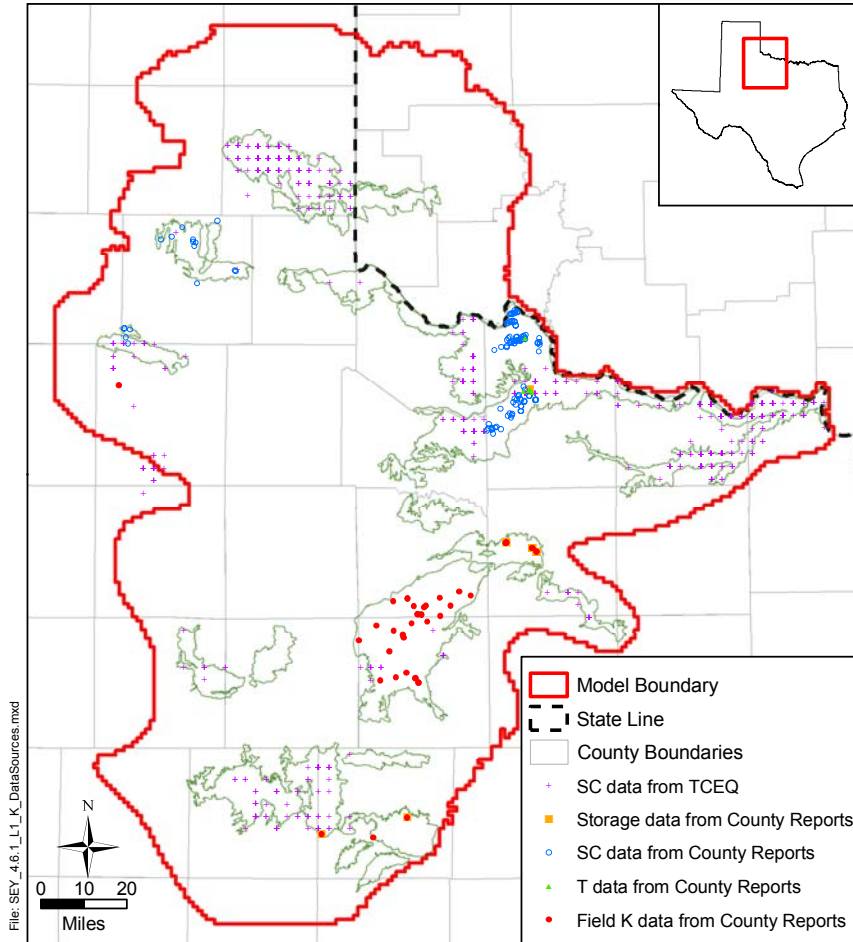 Model Boundary
State Line
County Boundaries
SC data from TCEQ
Storage data from County Reports
SC data from County Reports
T data from County Reports
Field K data from County Reports
N
0 10 20
Miles
File: SEY_4.6.1_L1_K_DataSources.mxd